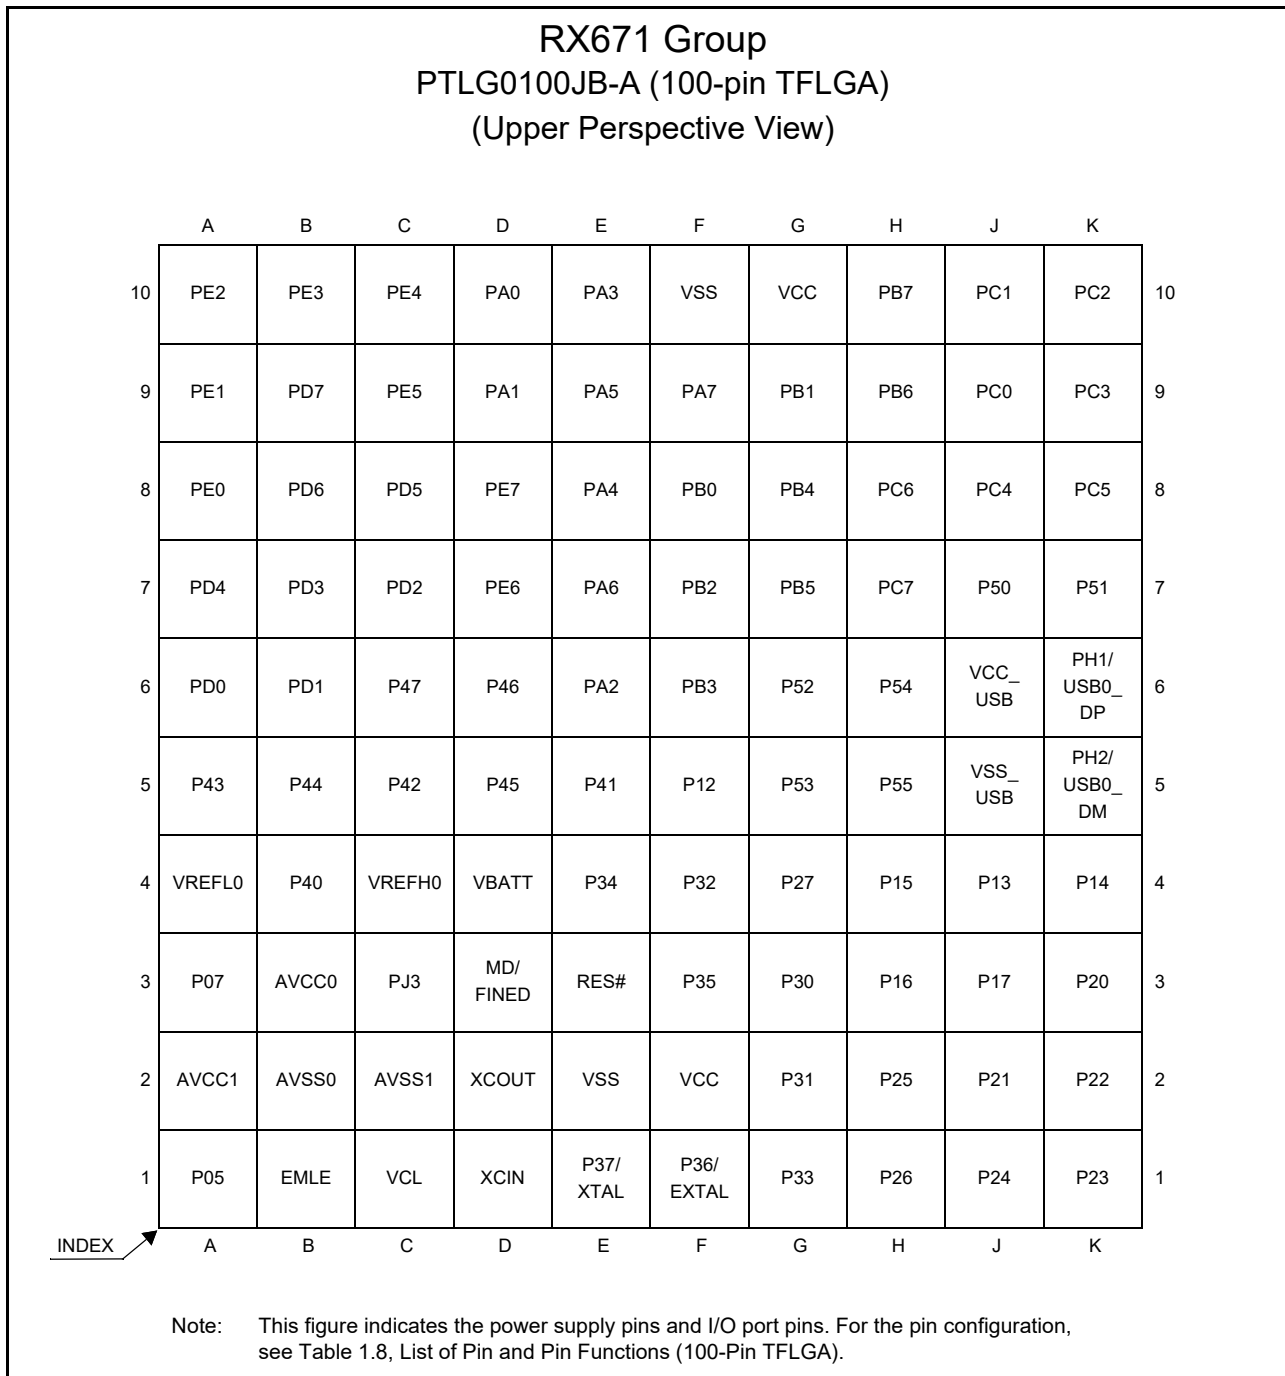 RX671 Group
PTLG0100JB-A (100-pin TFLGA)
(Upper Perspective View)
A B C D E F G H J K
10 PE2 PE3 PE4 PA0 PA3 VSS VCC PB7 PC1 PC2 10
9 PE1 PD7 PE5 PA1 PA5 PA7 PB1 PB6 PC0 PC3 9
8 PE0 PD6 PD5 PE7 PA4 PB0 PB4 PC6 PC4 PC5 8
7 PD4 PD3 PD2 PE6 PA6 PB2 PB5 PC7 P50 P51 7
6 PD0 PD1 P47 P46 PA2 PB3 P52 P54 VCC_USB PH1/USB0_DP 6
5 P43 P44 P42 P45 P41 P12 P53 P55 VSS_USB PH2/USB0_DM 5
4 VREFL0 P40 VREFH0 VBATT P34 P32 P27 P15 P13 P14 4
3 P07 AVCC0 PJ3 MD/FINED RES# P35 P30 P16 P17 P20 3
2 AVCC1 AVSS0 AVSS1 XCOUT VSS VCC P31 P25 P21 P22 2
1 P05 EMLE VCL XCIN P37/XTAL P36/EXTAL P33 P26 P24 P23 1
INDEX A B C D E F G H J K
Note: This figure indicates the power supply pins and I/O port pins. For the pin configuration,
see Table 1.8, List of Pin and Pin Functions (100-Pin TFLGA).